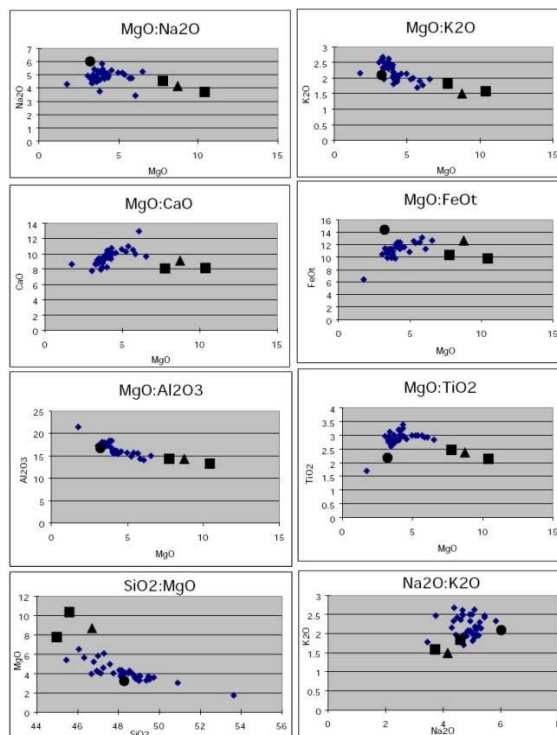 MgO:Na2O
7
6
5
4
3
2
1
0
Na2O
0 5 10 15
MgO
MgO:K2O
3
2.5
2
1.5
1
0.5
0
K2O
0 5 10 15
MgO
MgO:CaO
14
12
10
8
6
4
2
0
CaO
0 5 10 15
MgO
MgO:FeOt
16
14
12
10
8
6
4
2
0
FeOt
0 5 10 15
MgO
MgO:Al2O3
25
20
15
10
5
0
Al2O3
0 5 10 15
MgO
MgO:TiO2
4
3.5
3
2.5
2
1.5
1
0.5
0
TiO2
0 5 10 15
MgO
SiO2:MgO
12
10
8
6
4
2
0
MgO
44 46 48 50 52 54 56
SiO2
Na2O:K2O
3
2.5
2
1.5
1
0.5
0
K2O
0 2 4 6 8
Na2O